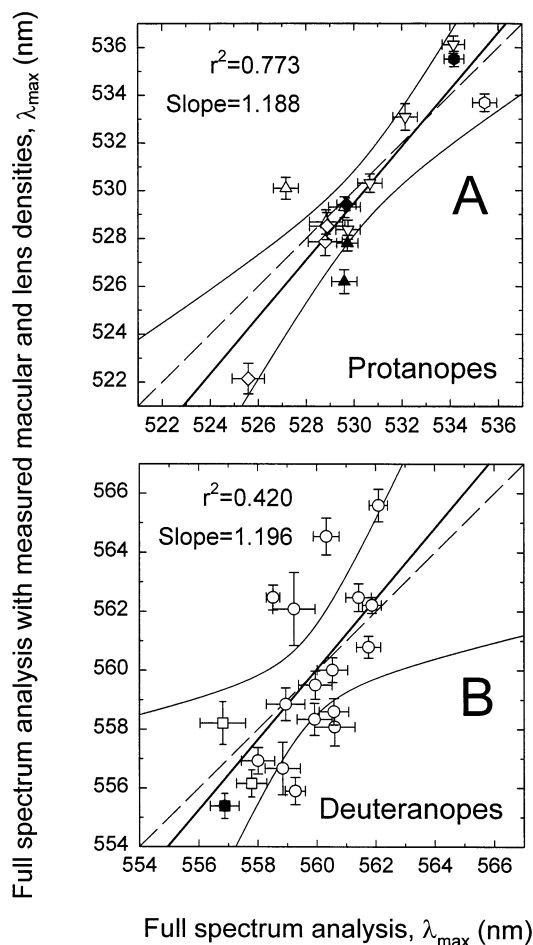 Full spectrum analysis with measured macular and lens densities, λmax (nm)
536
534
532
530
528
526
524
522
r²=0.773
Slope=1.188
A
Protanopes
522 524 526 528 530 532 534 536
566
564
562
560
558
556
554
r²=0.420
Slope=1.196
B
Deuteranopes
554 556 558 560 562 564 566
Full spectrum analysis, λmax (nm)